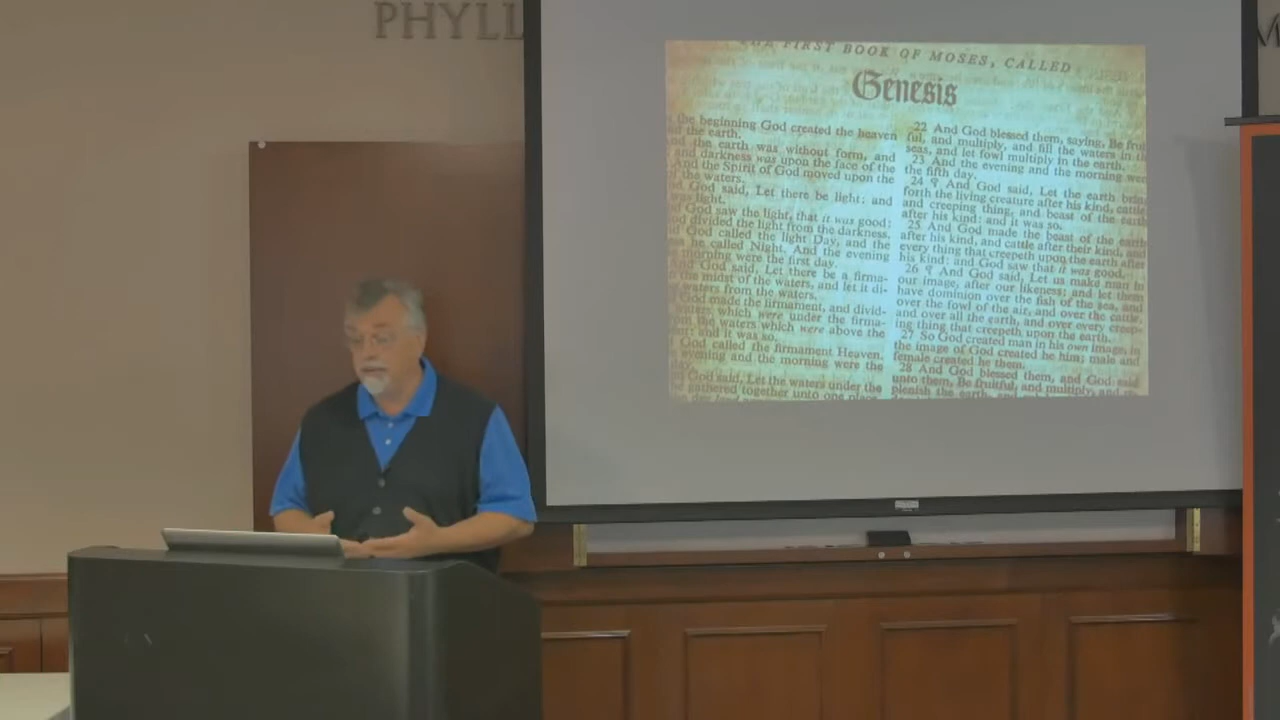 PHYLL
FIRST BOOK OF MOSES, CALLED
Genesis
the beginning God created the heaven
the earth.
the earth was without form, and
and darkness was upon the face of the
And the Spirit of God moved upon the
the waters.
God said, Let there be light: and
was light.
God saw the light, that it was good:
divided the light from the darkness.
God called the light Day, and the
he called Night. And the evening
morning were the first day.
God said, Let there be a firma-
the midst of the waters, and let it di-
waters from the waters.
God made the firmament, and divid-
waters which were under the firma-
the waters which were above the
and it was so.
God called the firmament Heaven.
evening and the morning were the
God said, Let the waters under the
gathered together unto one place
22 And God blessed them, saying, Be fruit
ful, and multiply, and fill the waters in the
seas, and let fowl multiply in the earth.
23 And the evening and the morning were
the fifth day.
24 ¶ And God said, Let the earth bring
forth the living creature after his kind, cattle
and creeping thing, and beast of the earth
after his kind: and it was so.
25 And God made the beast of the earth
after his kind, and cattle after their kind, and
every thing that creepeth upon the earth after
his kind: and God saw that it was good.
26 ¶ And God said, Let us make man in
our image, after our likeness: and let them
have dominion over the fish of the sea, and
over the fowl of the air, and over the cattle,
and over all the earth, and over every creep-
ing thing that creepeth upon the earth.
27 So God created man in his own image, in
the image of God created he him; male and
female created he them.
28 And God blessed them, and God said
unto them, Be fruitful, and multiply, and
plenish the earth,